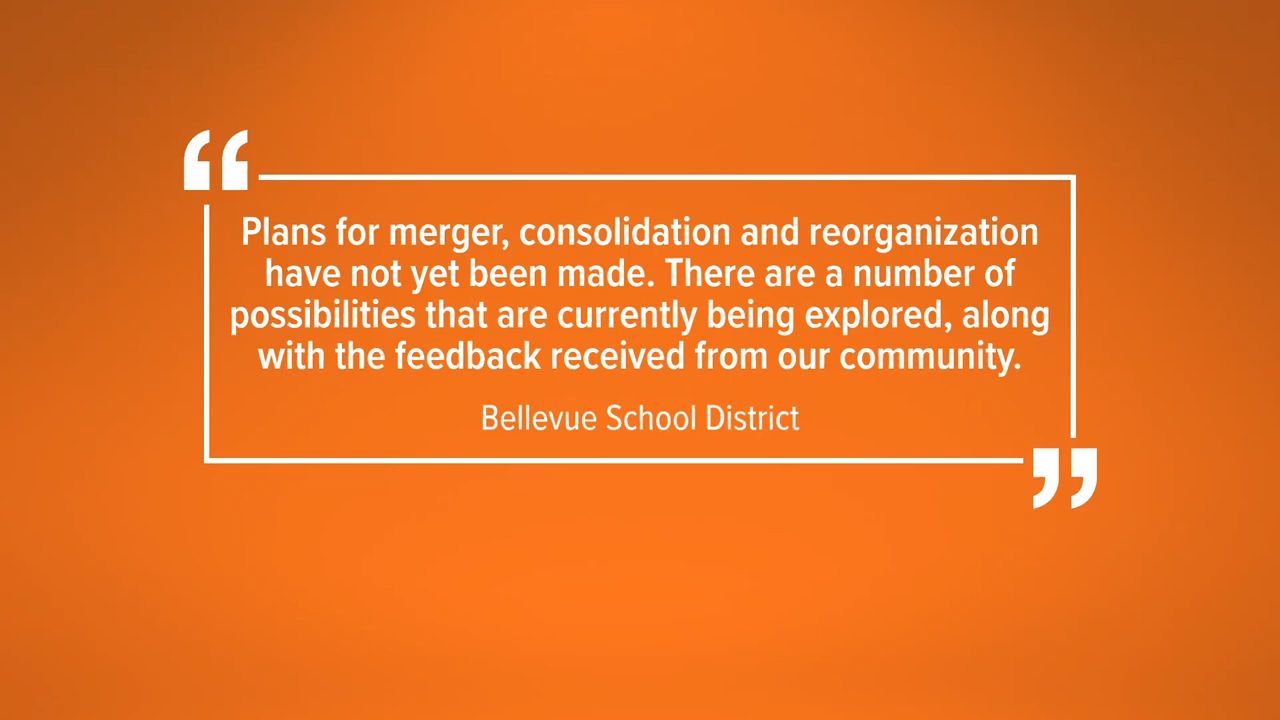 “
Plans for merger, consolidation and reorganization
have not yet been made. There are a number of
possibilities that are currently being explored, along
with the feedback received from our community.
Bellevue School District
”